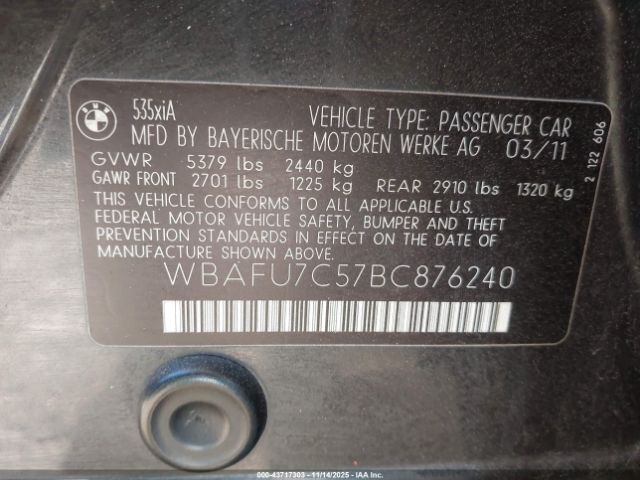 BMW
535xiA
VEHICLE TYPE: PASSENGER CAR
MFD BY BAYERISCHE MOTOREN WERKE AG 03/11
GVWR 5379 lbs 2440 kg
GAWR FRONT 2701 lbs 1225 kg REAR 2910 lbs 1320 kg
THIS VEHICLE CONFORMS TO ALL APPLICABLE U.S.
FEDERAL MOTOR VEHICLE SAFETY, BUMPER AND THEFT
PREVENTION STANDARDS IN EFFECT ON THE DATE OF
MANUFACTURE SHOWN ABOVE.
WBAFU7C57BC876240
2 122 606
000-43717303 - 11/14/2025 - IAA Inc.